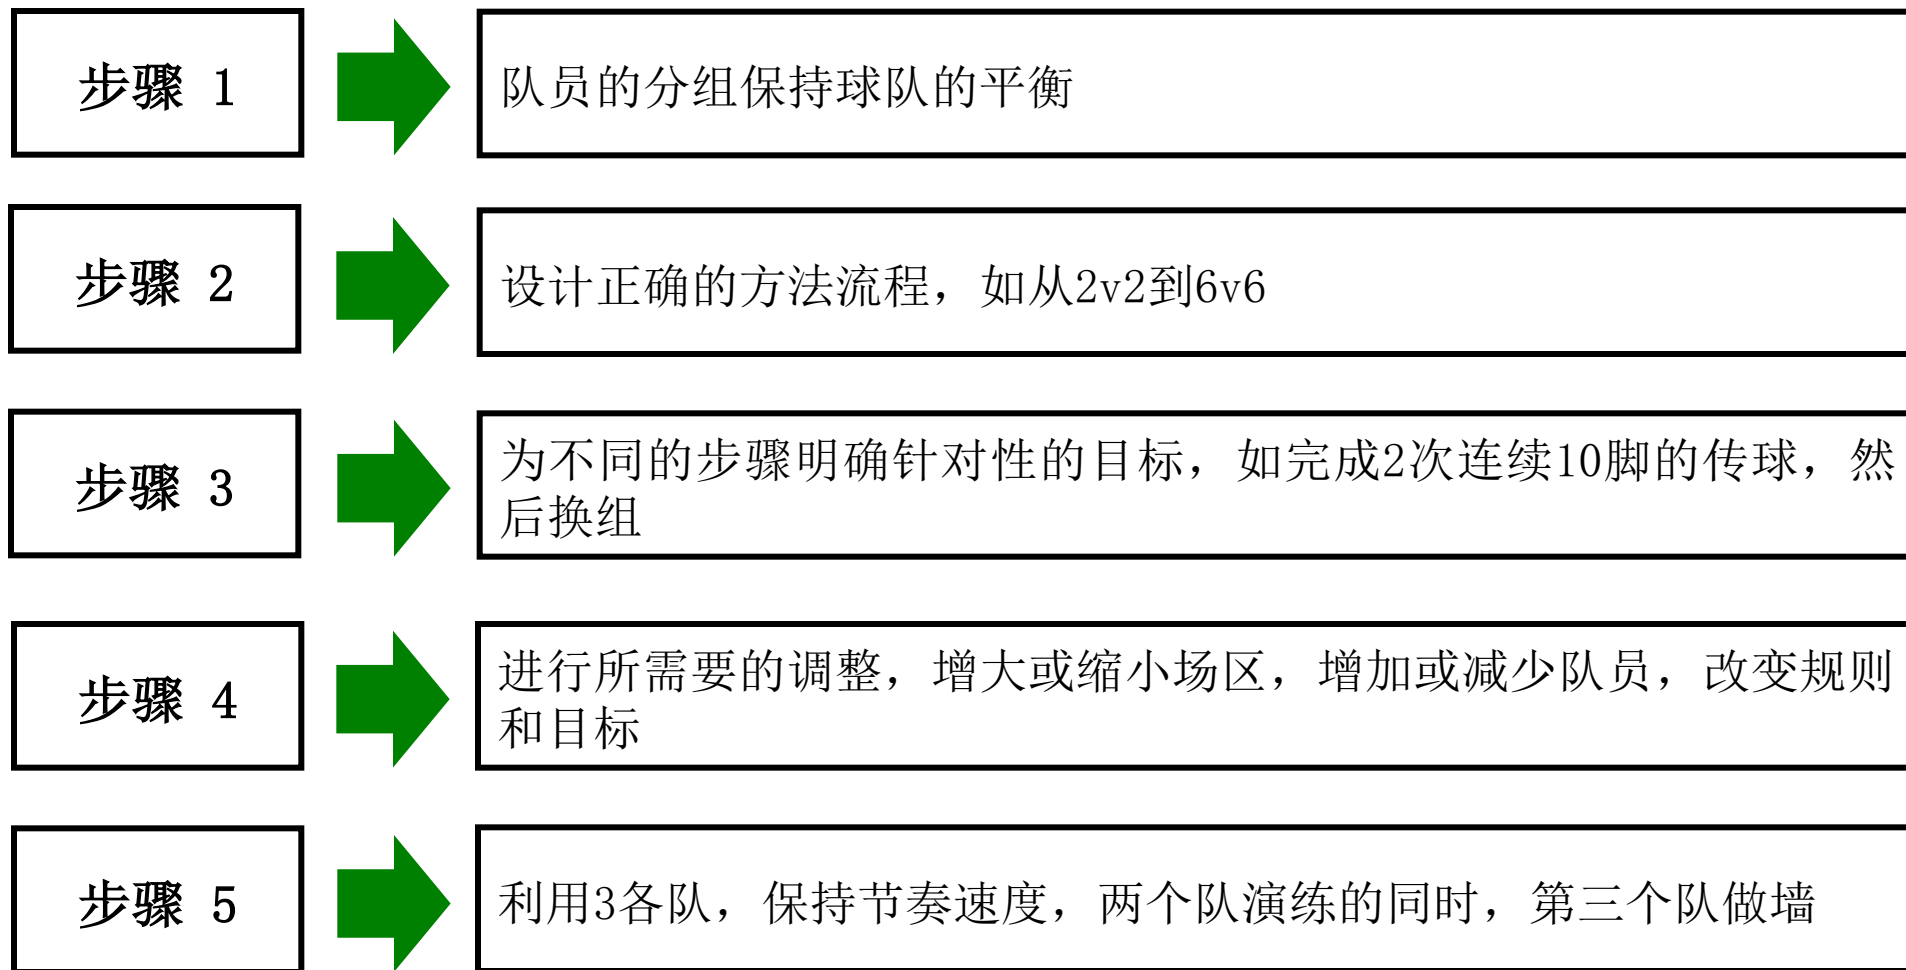 步骤 1
队员的分组保持球队的平衡
步骤 2
设计正确的方法流程，如从2v2到6v6
步骤 3
为不同的步骤明确针对性的目标，如完成2次连续10脚的传球，然
后换组
步骤 4
进行所需要的调整，增大或缩小场区，增加或减少队员，改变规则
和目标
步骤 5
利用3各队，保持节奏速度，两个队演练的同时，第三个队做墙